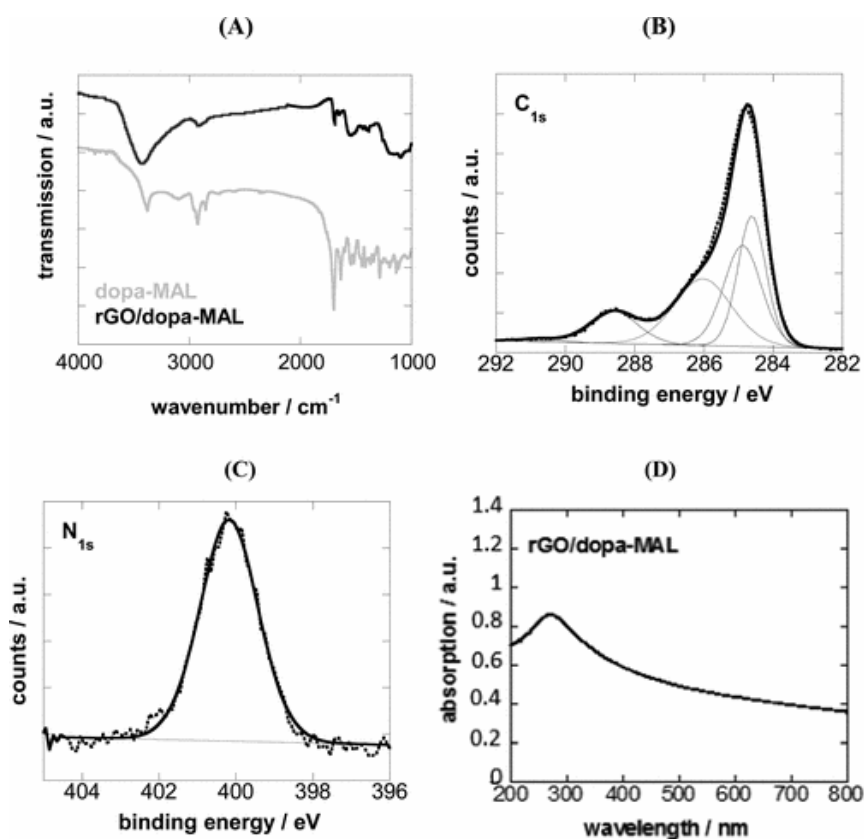 (A)
transmission / a.u.
dopa-MAL
rGO/dopa-MAL
4000 3000 2000 1000
wavenumber / cm⁻¹
(B)
C₁s
counts / a.u.
292 290 288 286 284 282
binding energy / eV
(C)
N₁s
counts / a.u.
404 402 400 398 396
binding energy / eV
(D)
1.4
1.2
1
0.8
0.6
0.4
0.2
0
absorption / a.u.
rGO/dopa-MAL
200 300 400 500 600 700 800
wavelength / nm